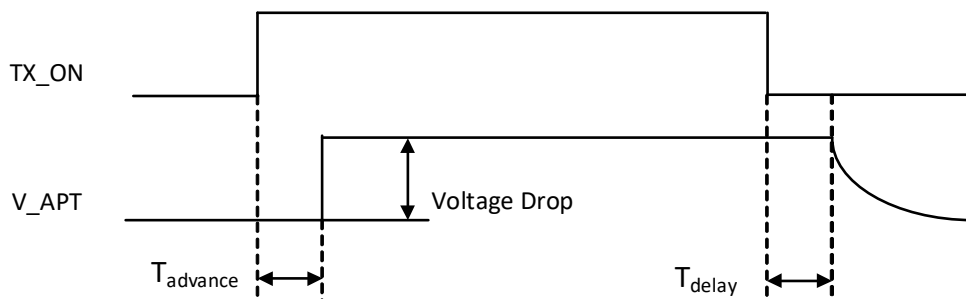 TX_ON
V_APT
Voltage Drop
Tadvance
Tdelay